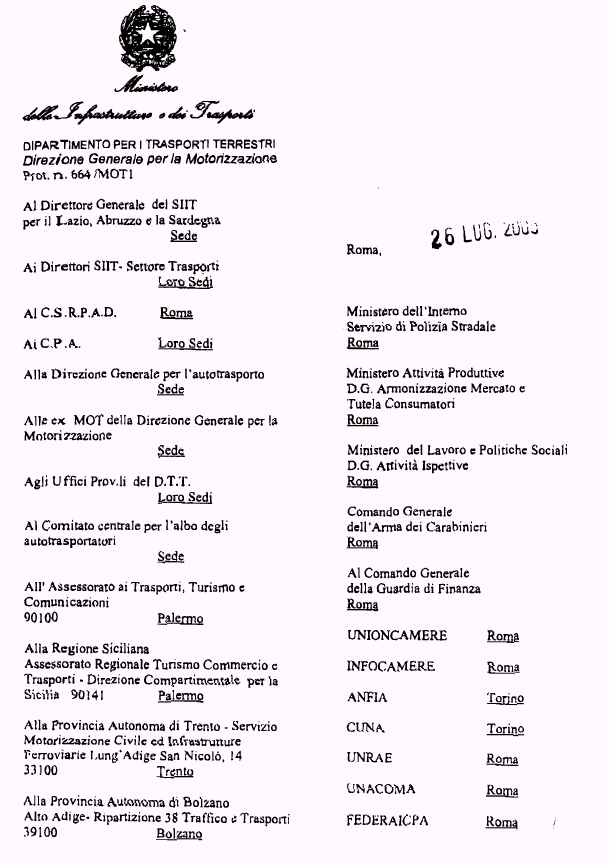 Ministero
delle Infrastrutture e dei Trasporti
DIPARTIMENTO PER I TRASPORTI TERRESTRI
Direzione Generale per la Motorizzazione
Prot. n. 664 /MOT1
Al Direttore Generale del SIIT
per il Lazio, Abruzzo e la Sardegna
Sede
Ai Direttori SIIT- Settore Trasporti
Loro Sedi
Al C.S.R.P.A.D. Roma
Ai C.P.A. Loro Sedi
Alla Direzione Generale per l'autotrasporto
Sede
Alle ex MOT della Direzione Generale per la
Motorizzazione
Sede
Agli Uffici Prov.li del D.T.T.
Loro Sedi
Al Comitato centrale per l'albo degli
autotrasportatori
Sede
All' Assessorato ai Trasporti, Turismo e
Comunicazioni
90100 Palermo
Alla Regione Siciliana
Assessorato Regionale Turismo Commercio e
Trasporti - Direzione Compartimentale per la
Sicilia 90141 Palermo
Alla Provincia Autonoma di Trento - Servizio
Motorizzazione Civile ed Infrastrutture
Ferroviarie Lung'Adige San Nicolò, 14
33100 Trento
Alla Provincia Autonoma di Bolzano
Alto Adige- Ripartizione 38 Traffico e Trasporti
39100 Bolzano
Roma, 26 LUG.
Ministero dell'Interno
Servizio di Polizia Stradale
Roma
Ministero Attività Produttive
D.G. Armonizzazione Mercato e
Tutela Consumatori
Roma
Ministero del Lavoro e Politiche Sociali
D.G. Attività Ispettive
Roma
Comando Generale
dell'Arma dei Carabinieri
Roma
Al Comando Generale
della Guardia di Finanza
Roma
UNIONCAMERE Roma
INFOCAMERE Roma
ANFIA Torino
CUNA Torino
UNRAE Roma
UNACOMA Roma
FEDERAICPA Roma